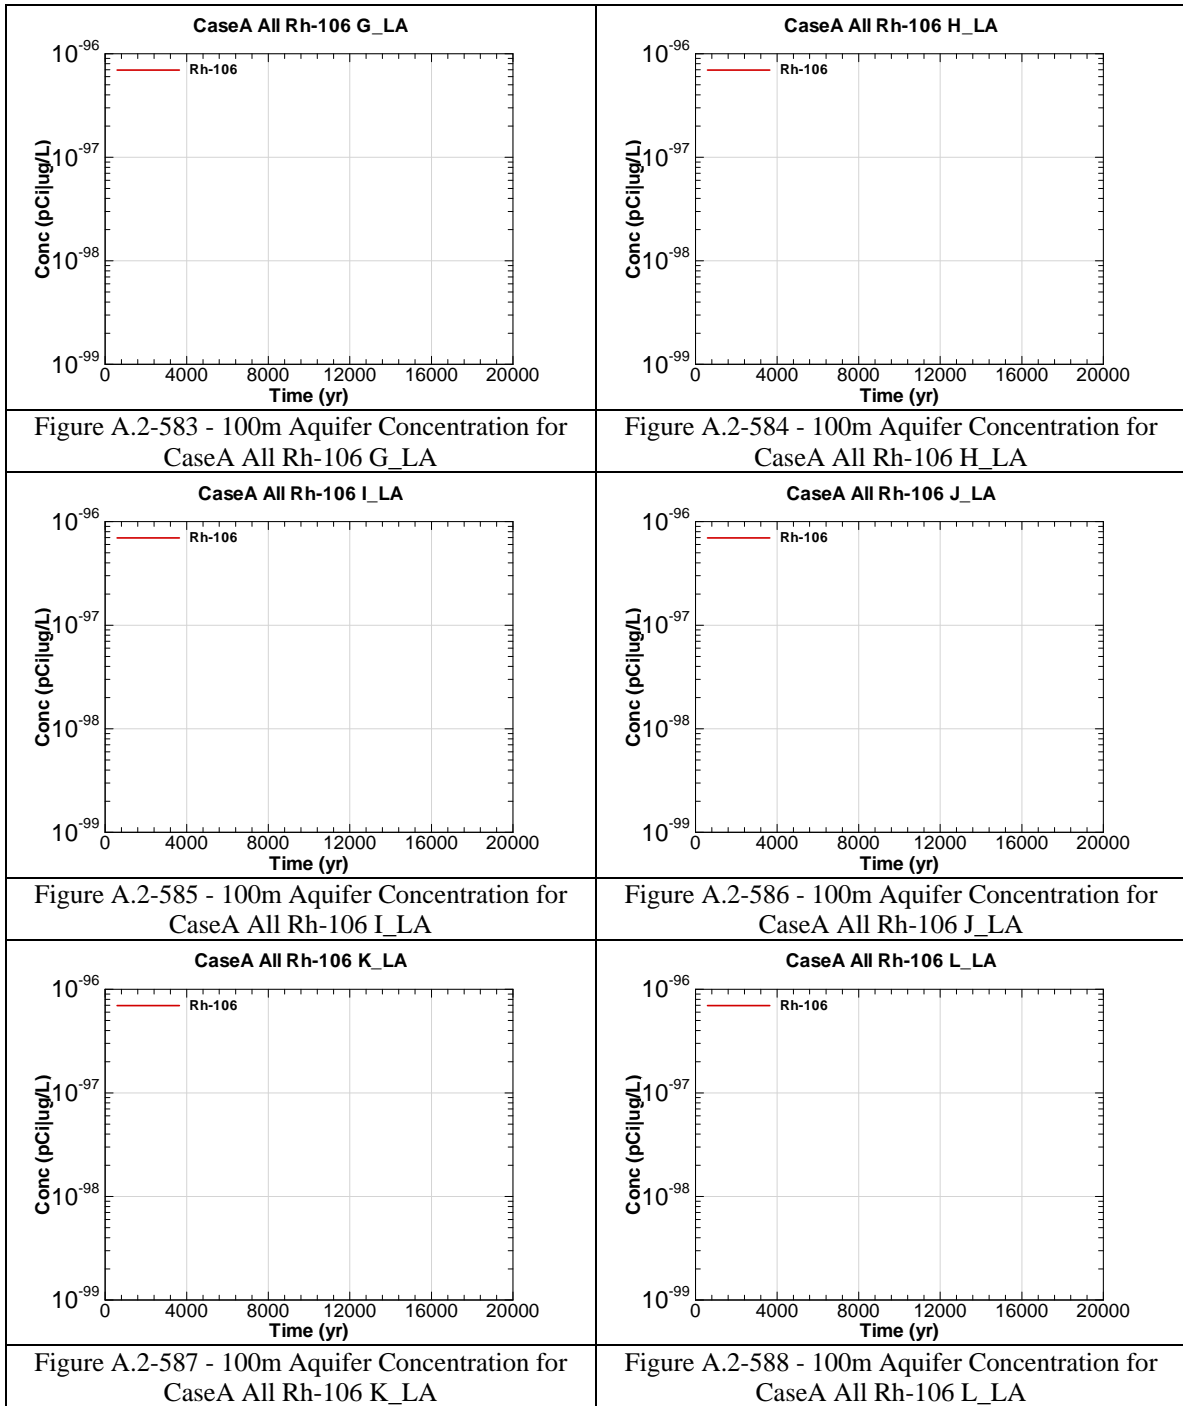 CaseA All Rh-106 G_LA
10^-96
Rh-106
10^-97
Conc (pCi|ug/L)
10^-98
10^-99
0 4000 8000 12000 16000 20000
Time (yr)
Figure A.2-583 - 100m Aquifer Concentration for
CaseA All Rh-106 G_LA
CaseA All Rh-106 H_LA
10^-96
Rh-106
10^-97
Conc (pCi|ug/L)
10^-98
10^-99
0 4000 8000 12000 16000 20000
Time (yr)
Figure A.2-584 - 100m Aquifer Concentration for
CaseA All Rh-106 H_LA
CaseA All Rh-106 I_LA
10^-96
Rh-106
10^-97
Conc (pCi|ug/L)
10^-98
10^-99
0 4000 8000 12000 16000 20000
Time (yr)
Figure A.2-585 - 100m Aquifer Concentration for
CaseA All Rh-106 I_LA
CaseA All Rh-106 J_LA
10^-96
Rh-106
10^-97
Conc (pCi|ug/L)
10^-98
10^-99
0 4000 8000 12000 16000 20000
Time (yr)
Figure A.2-586 - 100m Aquifer Concentration for
CaseA All Rh-106 J_LA
CaseA All Rh-106 K_LA
10^-96
Rh-106
10^-97
Conc (pCi|ug/L)
10^-98
10^-99
0 4000 8000 12000 16000 20000
Time (yr)
Figure A.2-587 - 100m Aquifer Concentration for
CaseA All Rh-106 K_LA
CaseA All Rh-106 L_LA
10^-96
Rh-106
10^-97
Conc (pCi|ug/L)
10^-98
10^-99
0 4000 8000 12000 16000 20000
Time (yr)
Figure A.2-588 - 100m Aquifer Concentration for
CaseA All Rh-106 L_LA